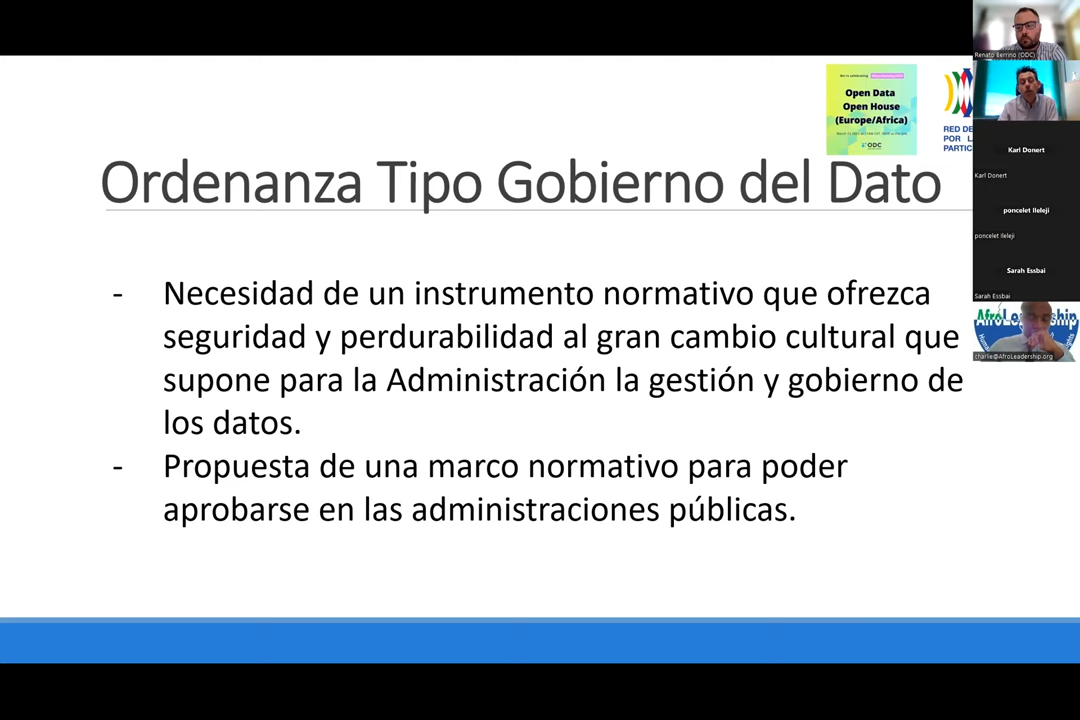 We're celebrating
Open Data
Open House
(Europe/Africa)
ODC
RED DE
POR L
PARTIC
Ordenanza Tipo Gobierno del Dato
- Necesidad de un instrumento normativo que ofrezca
seguridad y perdurabilidad al gran cambio cultural que
supone para la Administración la gestión y gobierno de
los datos.
- Propuesta de una marco normativo para poder
aprobarse en las administraciones públicas.
Renato Berrino (ODC)
Karl Donert
Karl Donert
poncelet Ileleji
poncelet Ileleji
Sarah Essbai
Sarah Essbai
charlie@AfroLeadership.org